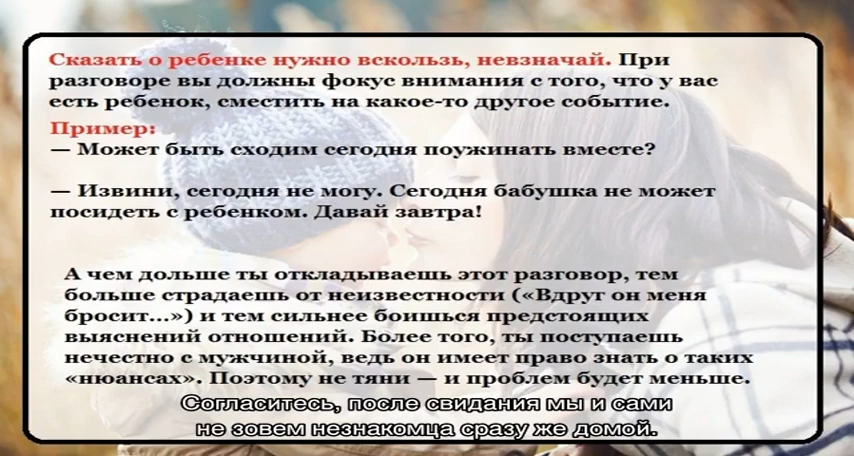 Сказать о ребенке нужно вскользь, невзначай. При
разговоре вы должны фокус внимания с того, что у вас
есть ребенок, сместить на какое-то другое событие.
Пример:
— Может быть сходим сегодня поужинать вместе?
— Извини, сегодня не могу. Сегодня бабушка не может
посидеть с ребенком. Давай завтра!
А чем дольше ты откладываешь этот разговор, тем
больше страдаешь от неизвестности («Вдруг он меня
бросит...») и тем сильнее боишься предстоящих
выяснений отношений. Более того, ты поступаешь
нечестно с мужчиной, ведь он имеет право знать о таких
«нюансах». Поэтому не тяни — и проблем будет меньше.
Согласитесь, после свидания мы и сами
не зовем незнакомца сразу же домой.